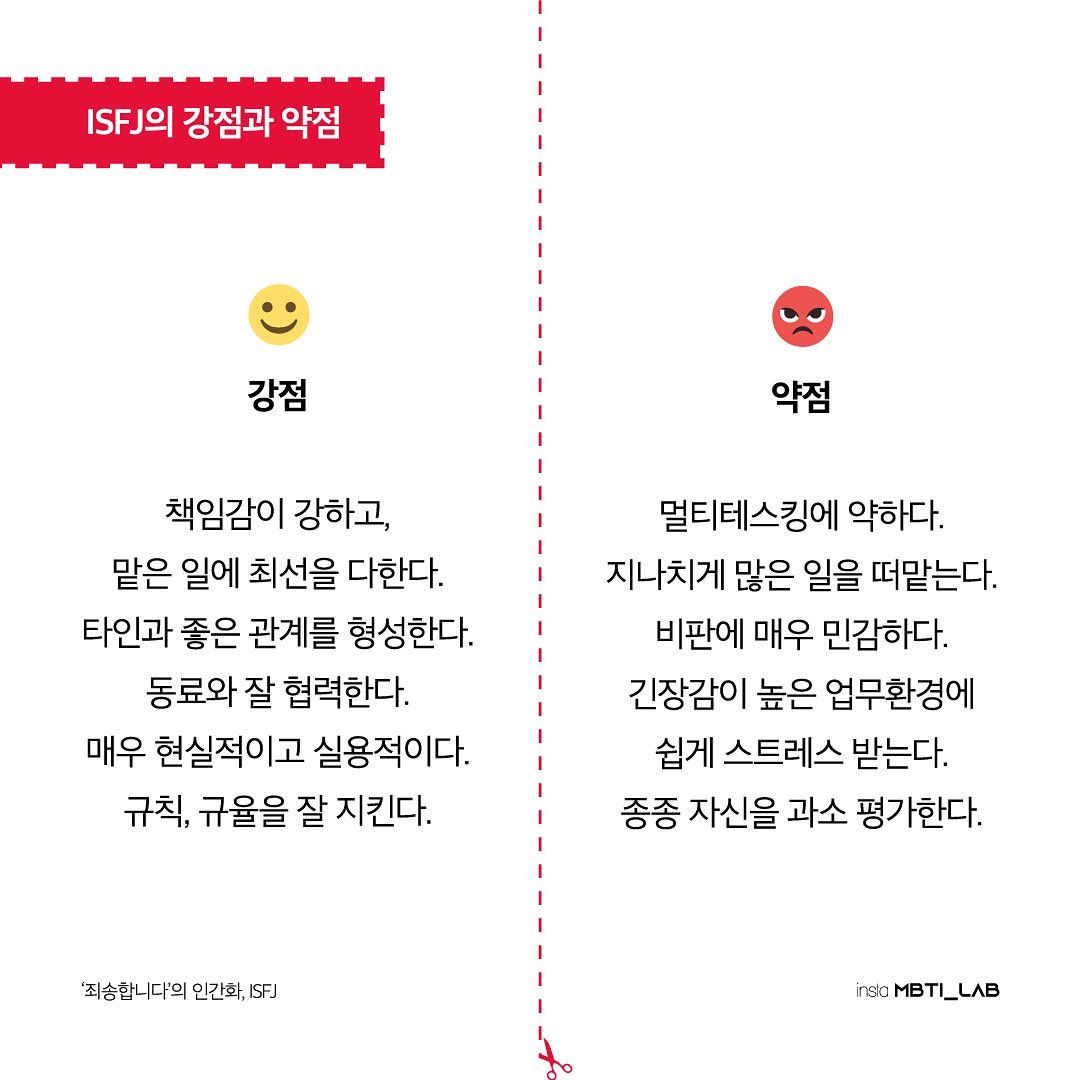 ISFJ의 강점과 약점
강점
책임감이 강하고,
맡은 일에 최선을 다한다.
타인과 좋은 관계를 형성한다.
동료와 잘 협력한다.
매우 현실적이고 실용적이다.
규칙, 규율을 잘 지킨다.
약점
멀티테스킹에 약하다.
지나치게 많은 일을 떠맡는다.
비판에 매우 민감하다.
긴장감이 높은 업무환경에
쉽게 스트레스 받는다.
종종 자신을 과소 평가한다.
‘죄송합니다’의 인간화, ISFJ
insta MBTI_LAB